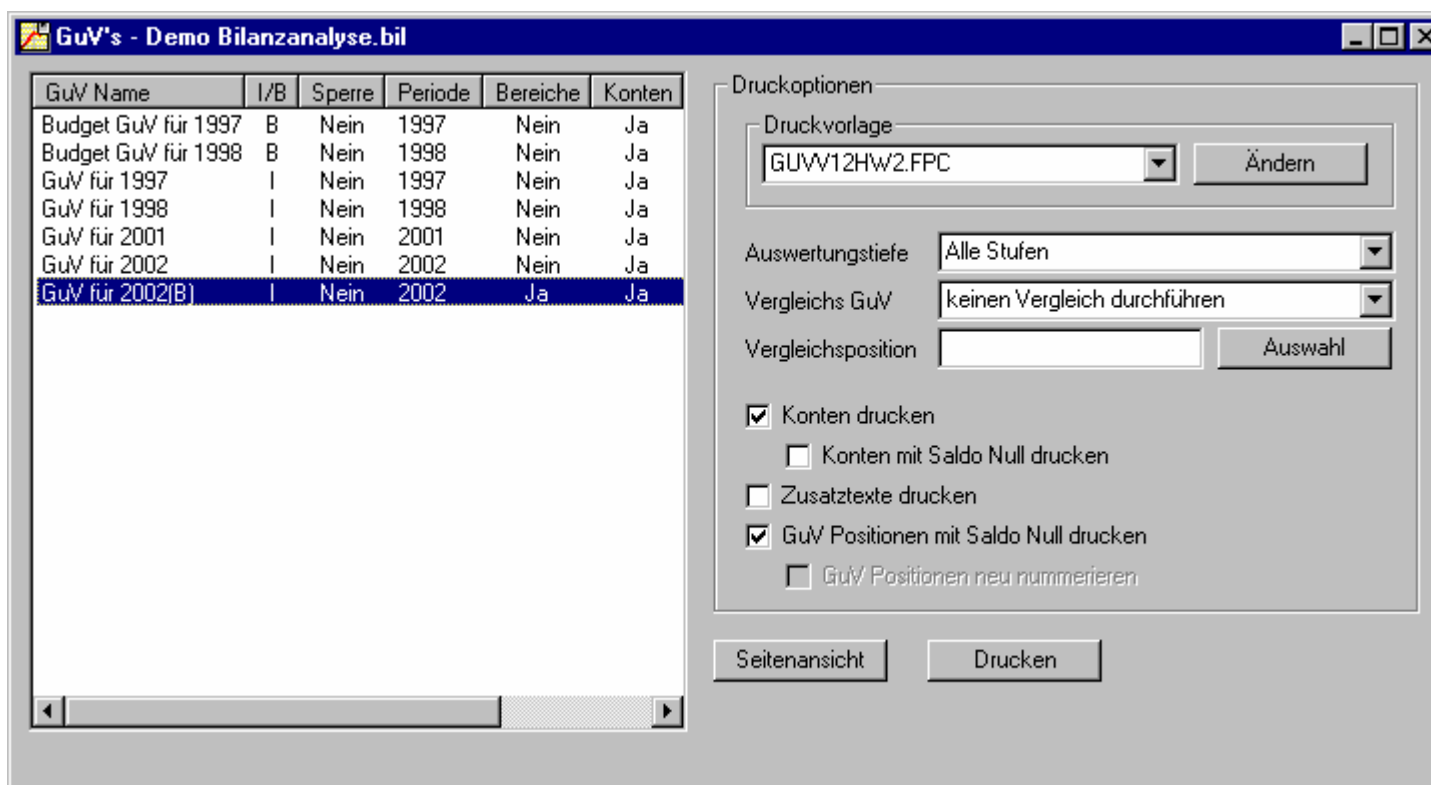 GuV's - Demo Bilanzanalyse.bil
GuV Name I/B Sperre Periode Bereiche Konten
Budget GuV für 1997 B Nein 1997 Nein Ja
Budget GuV für 1998 B Nein 1998 Nein Ja
GuV für 1997 I Nein 1997 Nein Ja
GuV für 1998 I Nein 1998 Nein Ja
GuV für 2001 I Nein 2001 Nein Ja
GuV für 2002 I Nein 2002 Nein Ja
GuV für 2002(B) I Nein 2002 Ja Ja
Druckoptionen
Druckvorlage
GUVV12HW2.FPC Ändern
Auswertungstiefe Alle Stufen
Vergleichs GuV keinen Vergleich durchführen
Vergleichsposition Auswahl
Konten drucken
Konten mit Saldo Null drucken
Zusatztexte drucken
GuV Positionen mit Saldo Null drucken
GuV Positionen neu nummerieren
Seitenansicht Drucken